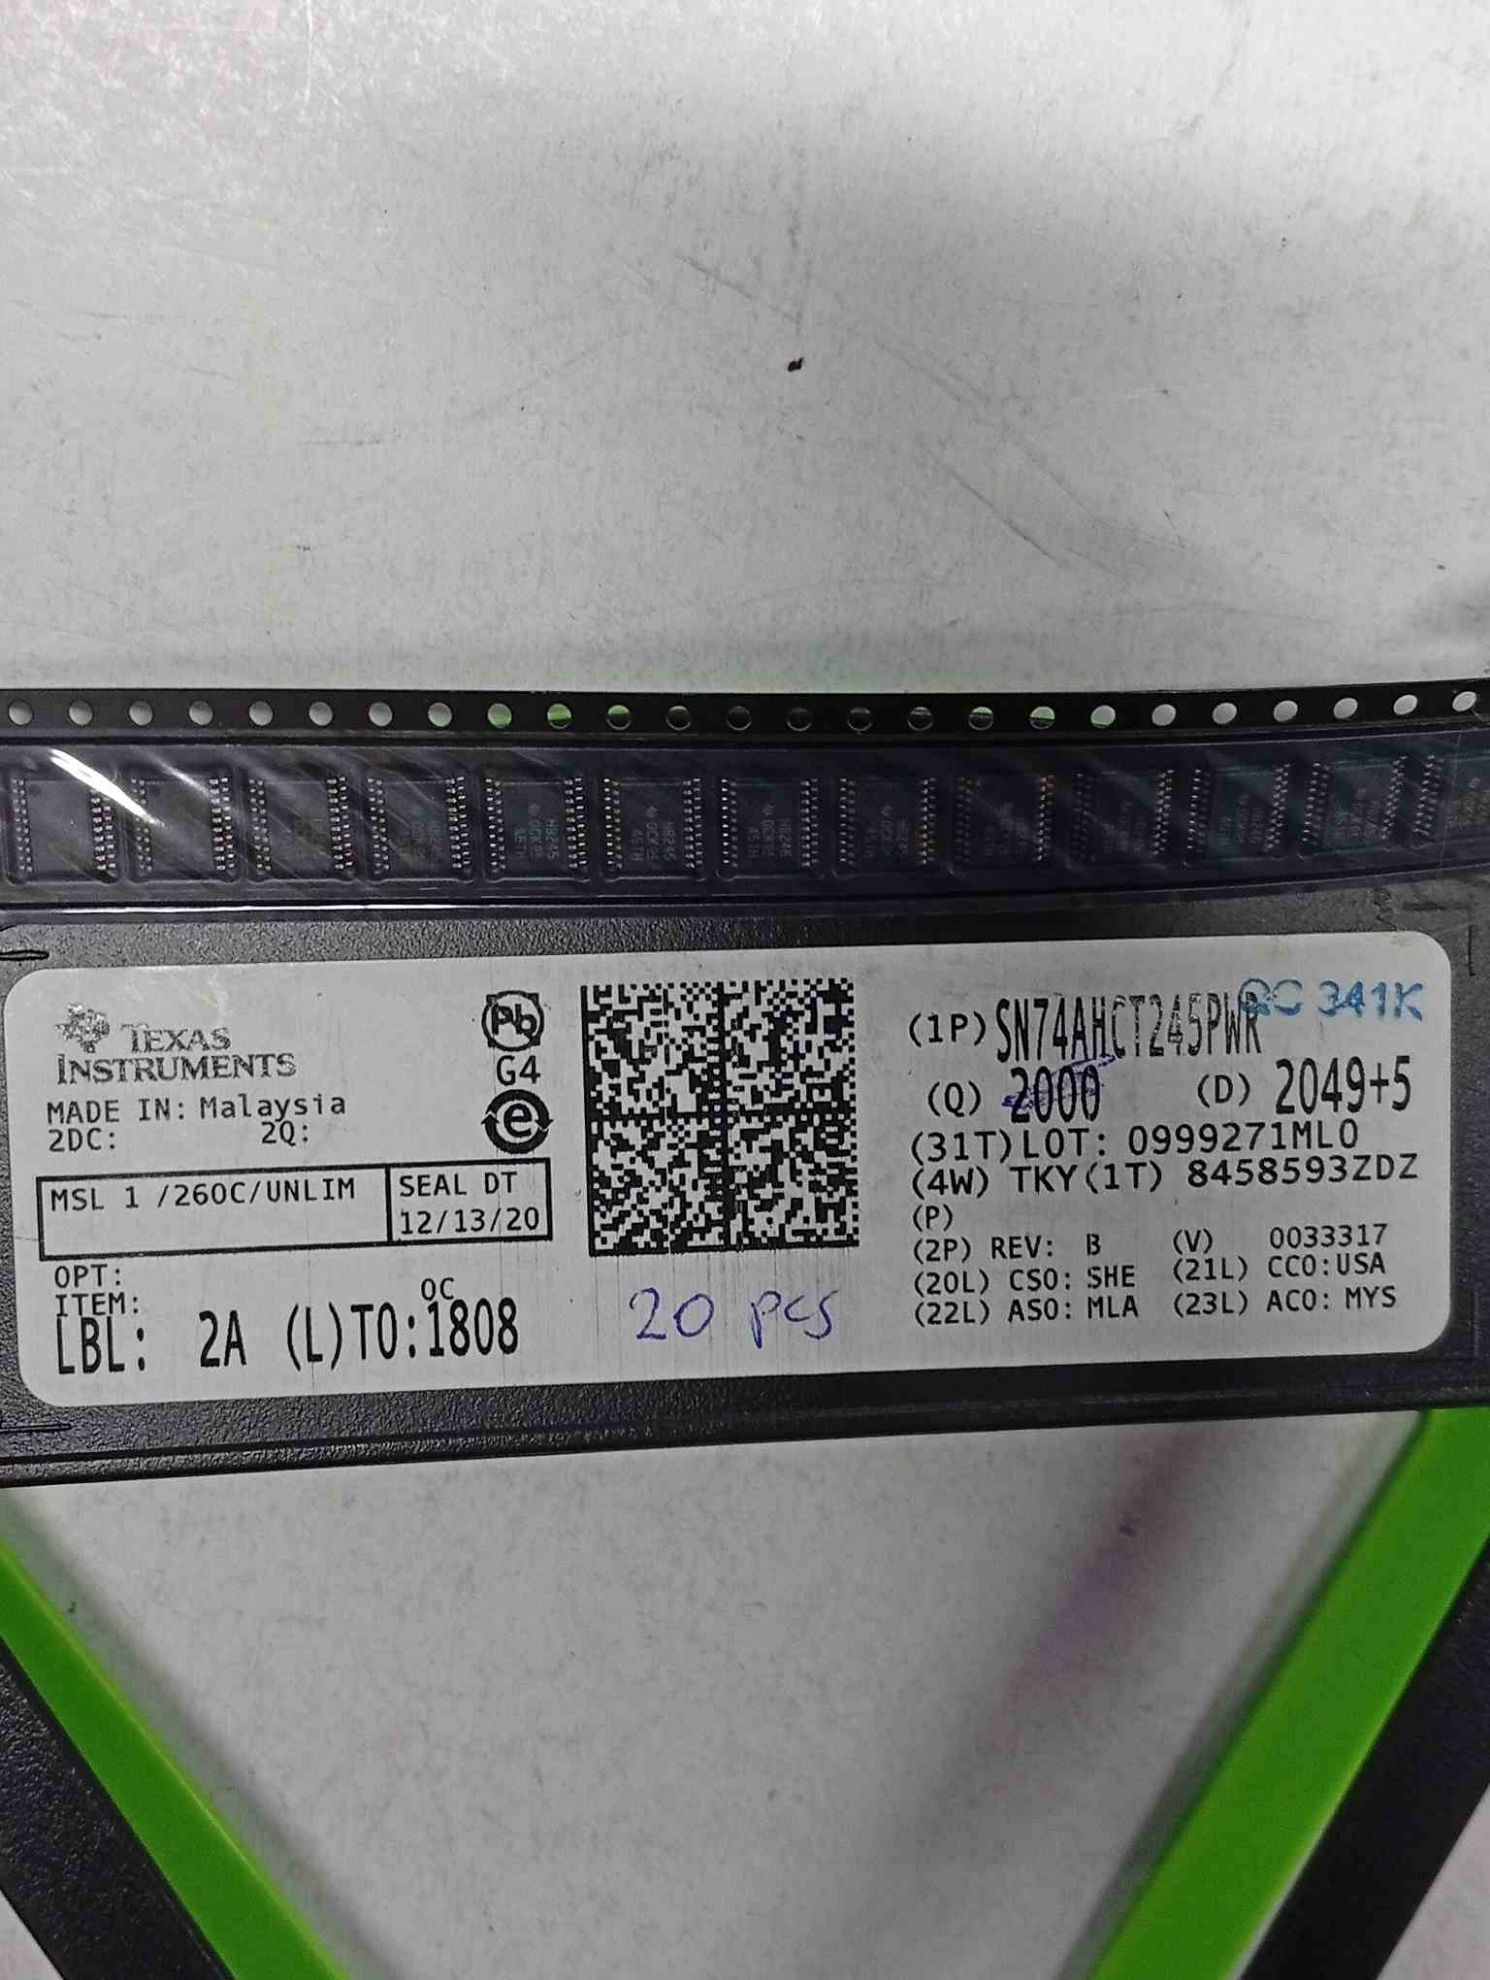 TEXAS
INSTRUMENTS
MADE IN: Malaysia
2DC: 2Q:
MSL 1 /260C/UNLIM
SEAL DT
12/13/20
OPT:
ITEM:
LBL: 2A (L)TO:1808
OC
Pb
G4
e
20 pcs
(1P) SN74AHCT245PWR
QC 341K
(Q) 2000 (D) 2049+5
(31T)LOT: 0999271ML0
(4W) TKY(1T) 8458593ZDZ
(P)
(2P) REV: B (V) 0033317
(20L) CSO: SHE (21L) CCO:USA
(22L) ASO: MLA (23L) ACO: MYS